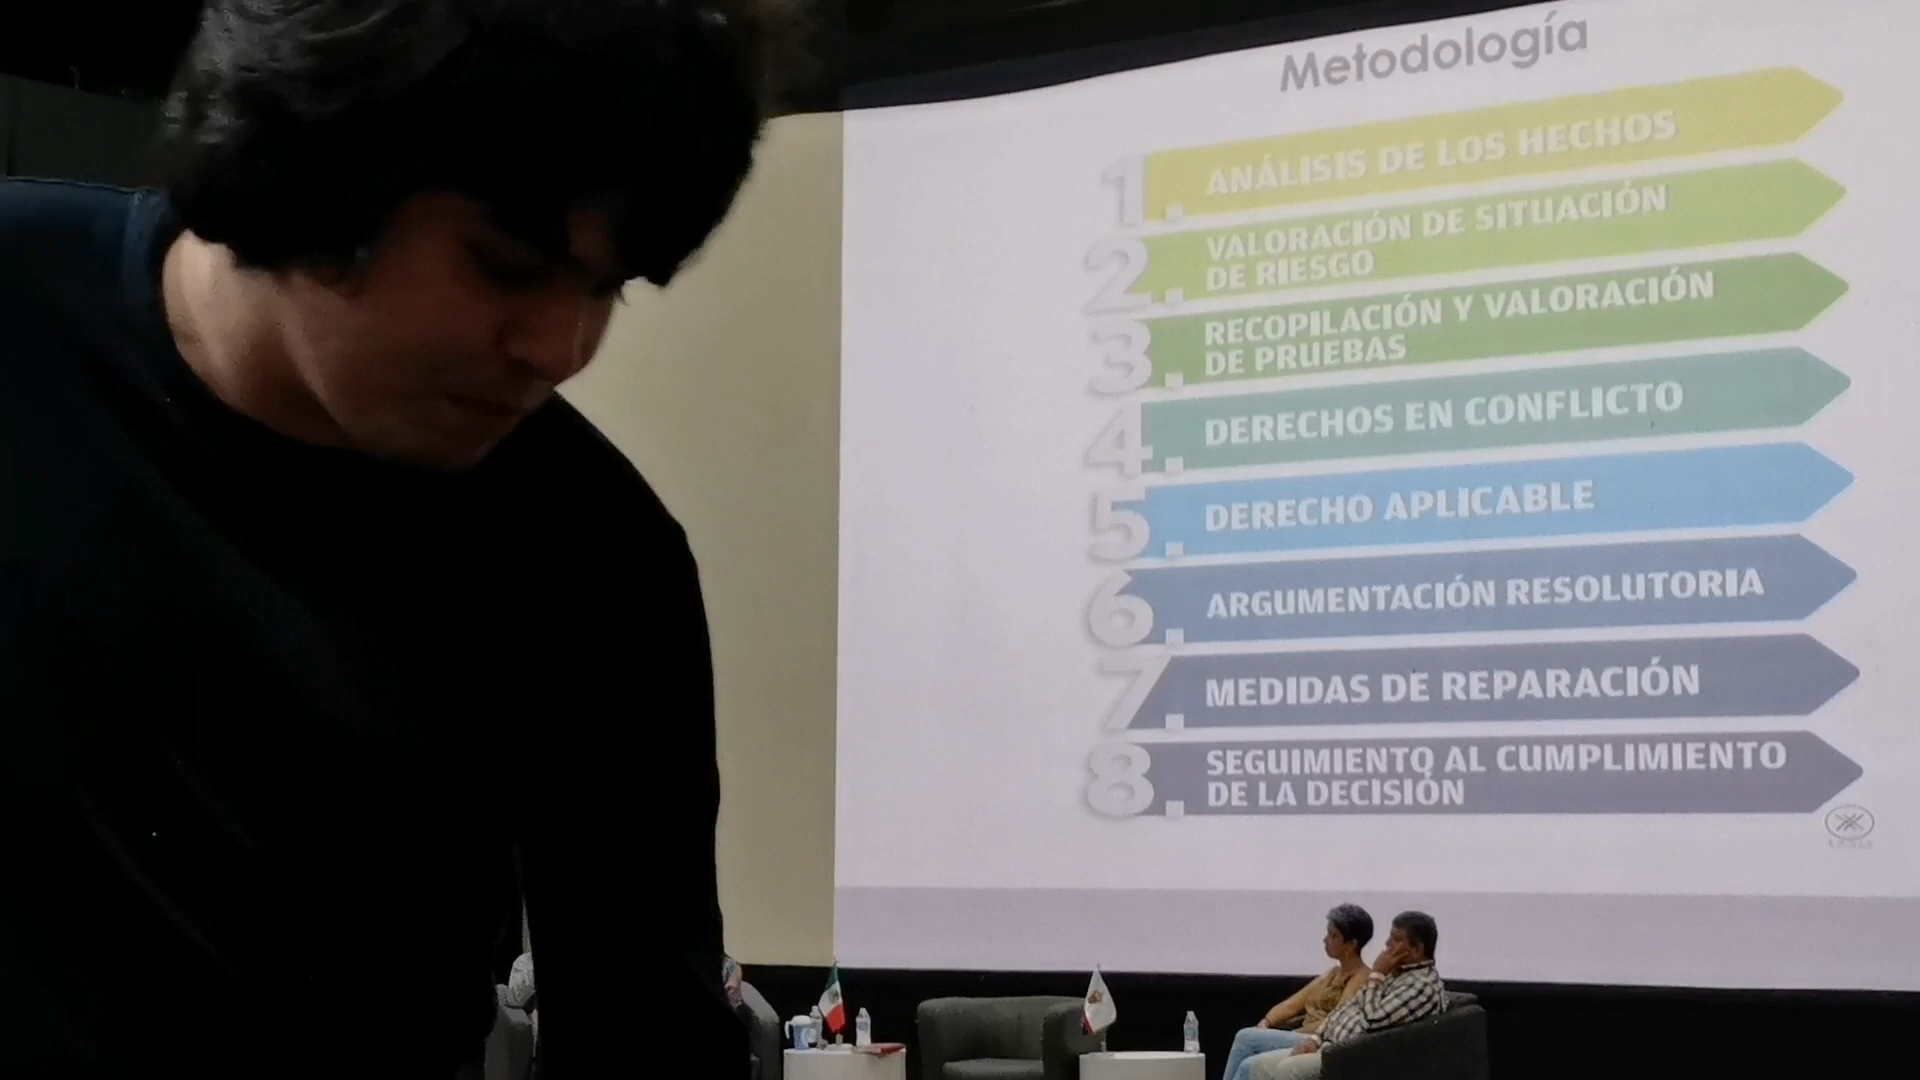 Metodología
1. ANÁLISIS DE LOS HECHOS
2. VALORACIÓN DE SITUACIÓN
DE RIESGO
3. RECOPILACIÓN Y VALORACIÓN
DE PRUEBAS
4. DERECHOS EN CONFLICTO
5. DERECHO APLICABLE
6. ARGUMENTACIÓN RESOLUTORIA
7. MEDIDAS DE REPARACIÓN
8. SEGUIMIENTO AL CUMPLIMIENTO
DE LA DECISIÓN